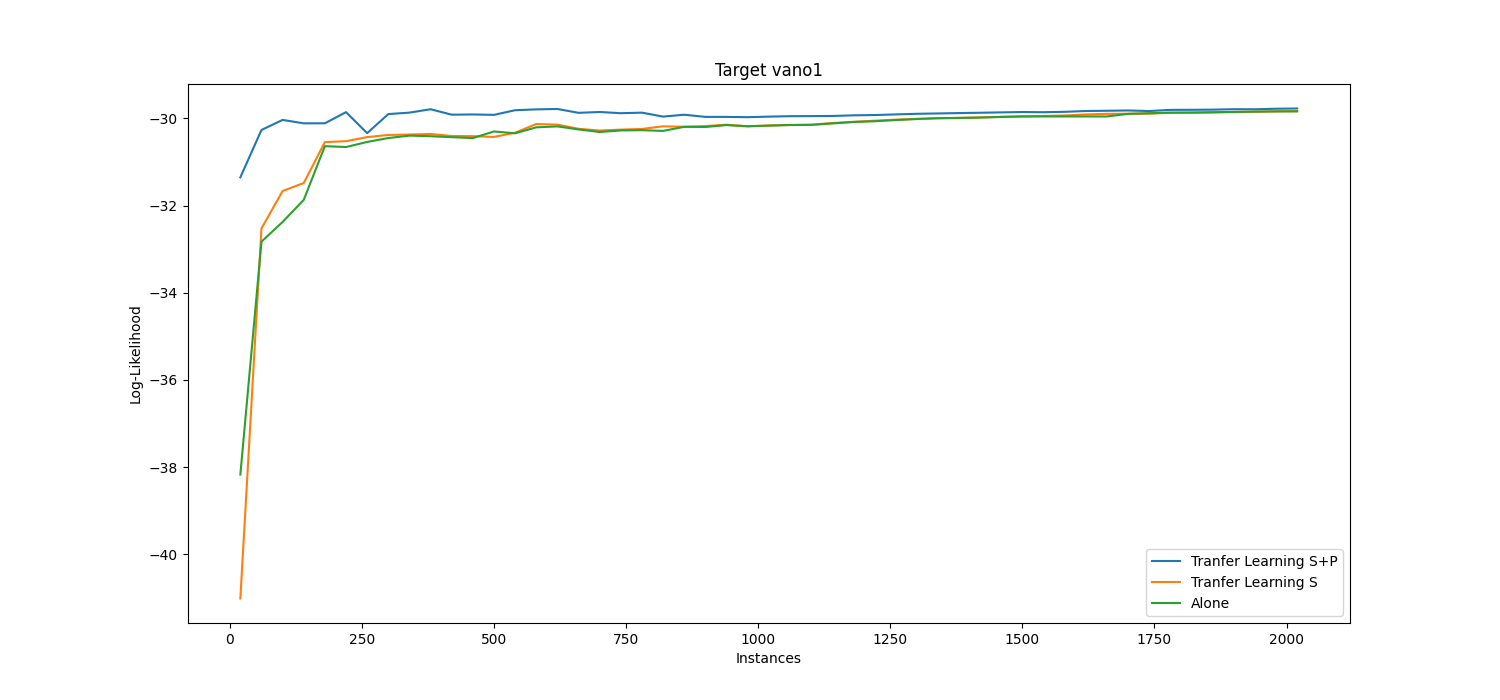 Target vano1
Log-Likelihood
−30
−32
−34
−36
−38
−40
0
250
500
750
1000
1250
1500
1750
2000
Instances
Tranfer Learning S+P
Tranfer Learning S
Alone